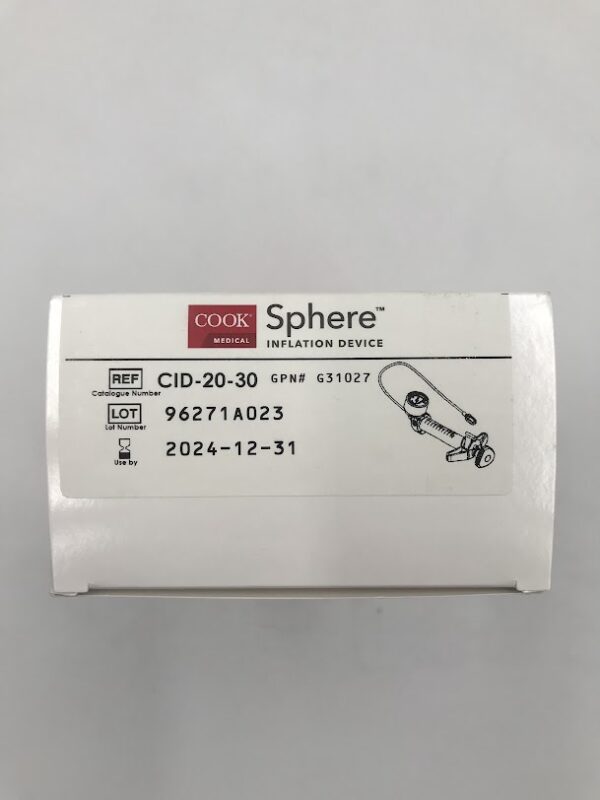 COOK®
MEDICAL
Sphere™
INFLATION DEVICE
REF CID-20-30 GPN# G31027
Catalogue Number
LOT 96271A023
Lot Number
2024-12-31
Use by